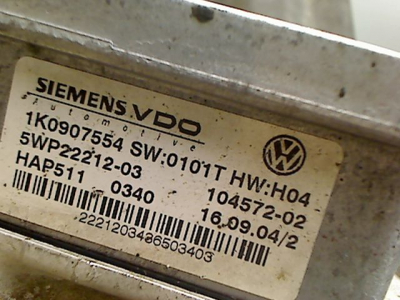 SIEMENS VDO
Automotive
1K0907554 SW:0101T HW:H04
5WP22212-03 104572-02
HAP511 0340 16.09.04/2
2221203486503403